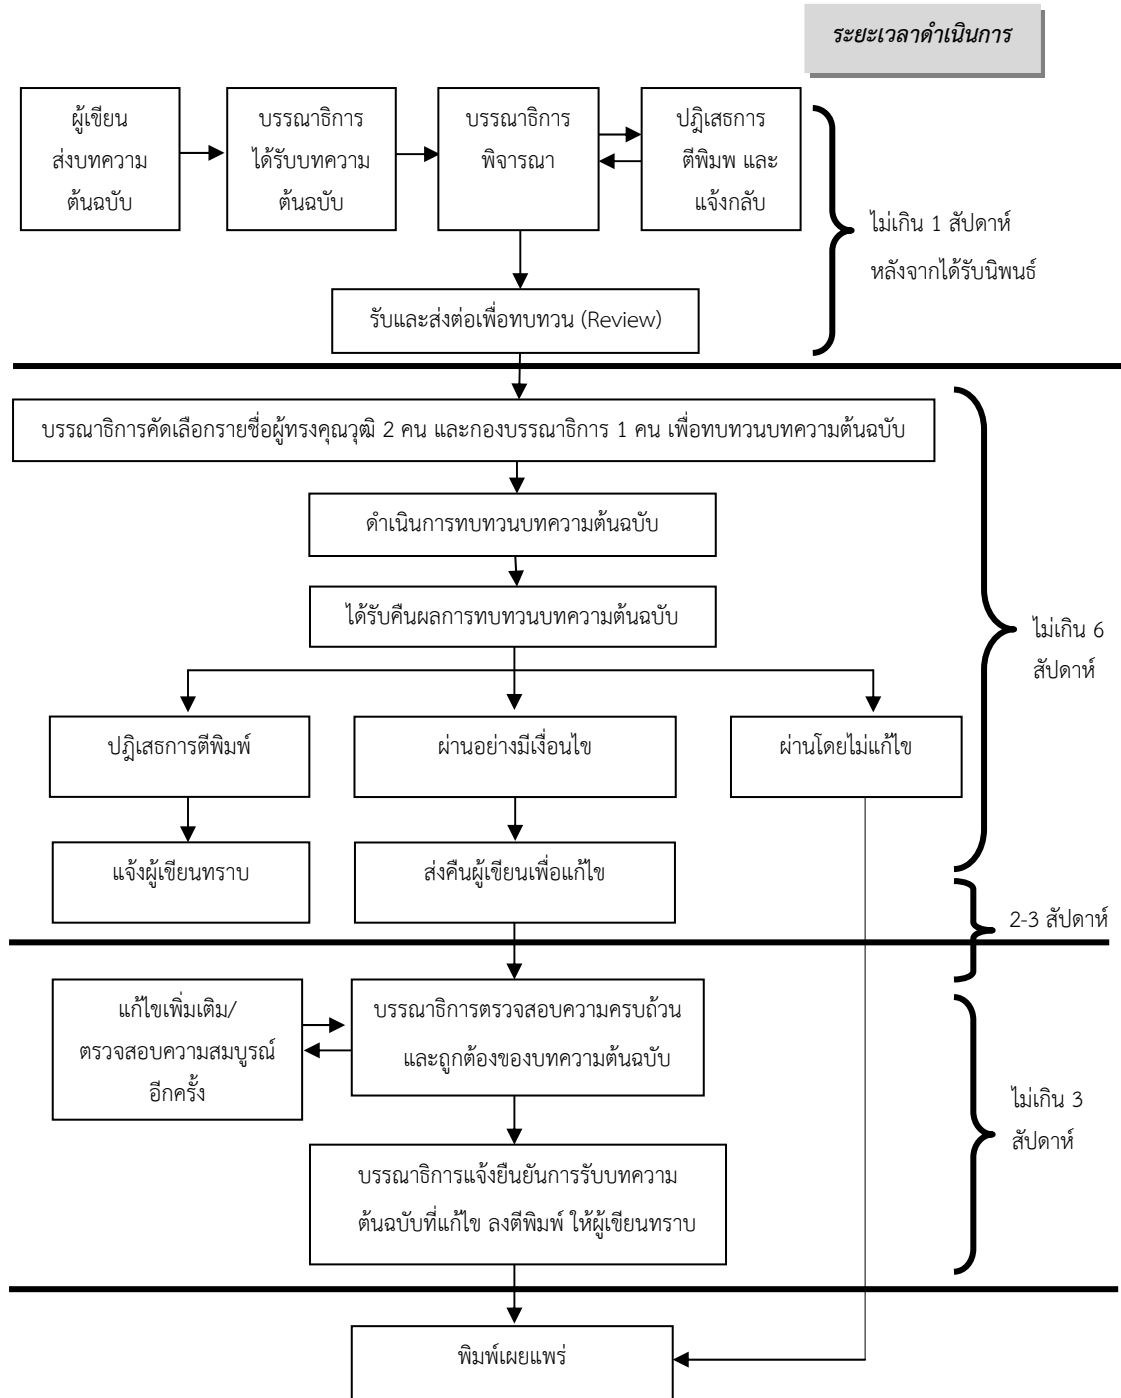 ระยะเวลาดำเนินการ
ผู้เขียน
ส่งบทความ
ต้นฉบับ
บรรณาธิการ
ได้รับบทความ
ต้นฉบับ
บรรณาธิการ
พิจารณา
ปฎิเสธการ
ตีพิมพ และ
แจ้งกลับ
ไม่เกิน 1 สัปดาห์
หลังจากได้รับนิพนธ์
รับและส่งต่อเพื่อทบทวน (Review)
บรรณาธิการคัดเลือกรายชื่อผู้ทรงคุณวุฒิ 2 คน และกองบรรณาธิการ 1 คน เพื่อทบทวนบทความต้นฉบับ
ดำเนินการทบทวนบทความต้นฉบับ
ได้รับคืนผลการทบทวนบทความต้นฉบับ
ไม่เกิน 6
สัปดาห์
ปฎิเสธการตีพิมพ์
ผ่านอย่างมีเงื่อนไข
ผ่านโดยไม่แก้ไข
แจ้งผู้เขียนทราบ
ส่งคืนผู้เขียนเพื่อแก้ไข
2-3 สัปดาห์
แก้ไขเพิ่มเติม/
ตรวจสอบความสมบูรณ์
อีกครั้ง
บรรณาธิการตรวจสอบความครบถ้วน
และถูกต้องของบทความต้นฉบับ
ไม่เกิน 3
สัปดาห์
บรรณาธิการแจ้งยืนยันการรับบทความ
ต้นฉบับที่แก้ไข ลงตีพิมพ์ ให้ผู้เขียนทราบ
พิมพ์เผยแพร่